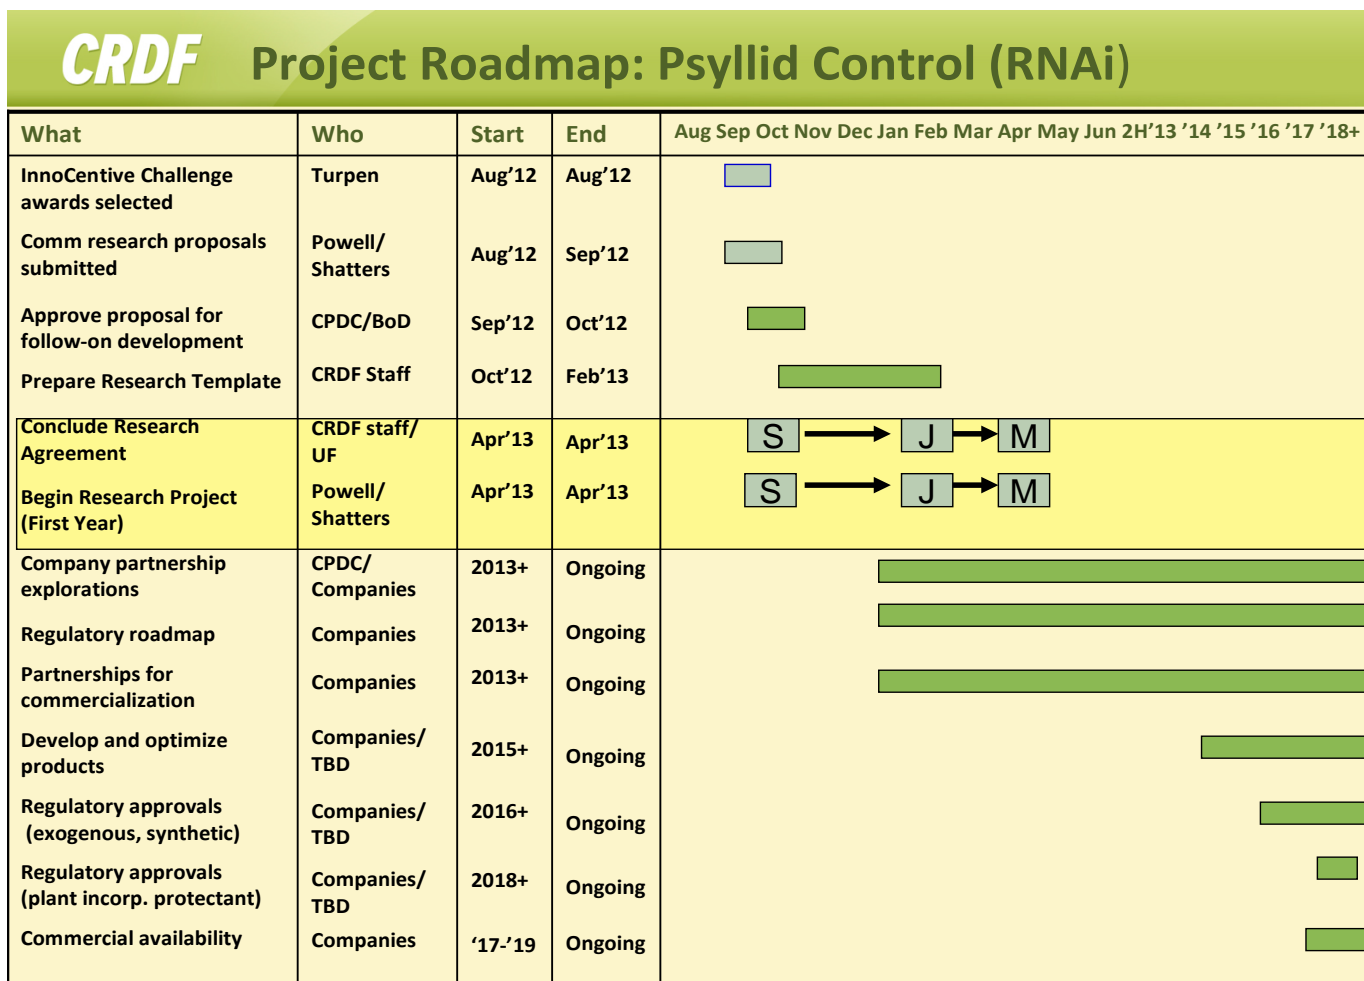 CRDF Project Roadmap: Psyllid Control (RNAi)
What Who Start End Aug Sep Oct Nov Dec Jan Feb Mar Apr May Jun 2H'13 '14 '15 '16 '17 '18+
InnoCentive Challenge Turpen Aug’12 Aug’12
awards selected
Comm research proposals Powell/ Aug’12 Sep’12
submitted Shatters
Approve proposal for CPDC/BoD Sep’12 Oct’12
follow-on development
Prepare Research Template CRDF Staff Oct’12 Feb’13
Conclude Research CRDF staff/ Apr’13 Apr’13 S J M
Agreement UF
Begin Research Project Powell/ Apr’13 Apr’13 S J M
(First Year) Shatters
Company partnership CPDC/ 2013+ Ongoing
explorations Companies
Regulatory roadmap Companies 2013+ Ongoing
Partnerships for Companies 2013+ Ongoing
commercialization
Develop and optimize Companies/ 2015+ Ongoing
products TBD
Regulatory approvals Companies/ 2016+ Ongoing
(exogenous, synthetic) TBD
Regulatory approvals Companies/ 2018+ Ongoing
(plant incorp. protectant) TBD
Commercial availability Companies ‘17-’19 Ongoing